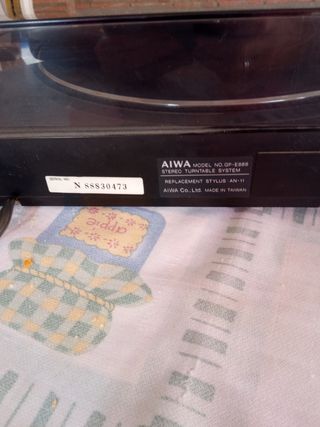 AIWA MODEL NO. GP-E888
STEREO TURNTABLE SYSTEM
REPLACEMENT STYLUS AN-11
AIWA Co., Ltd. MADE IN TAIWAN
SERIAL NO.
N 88830473
apple